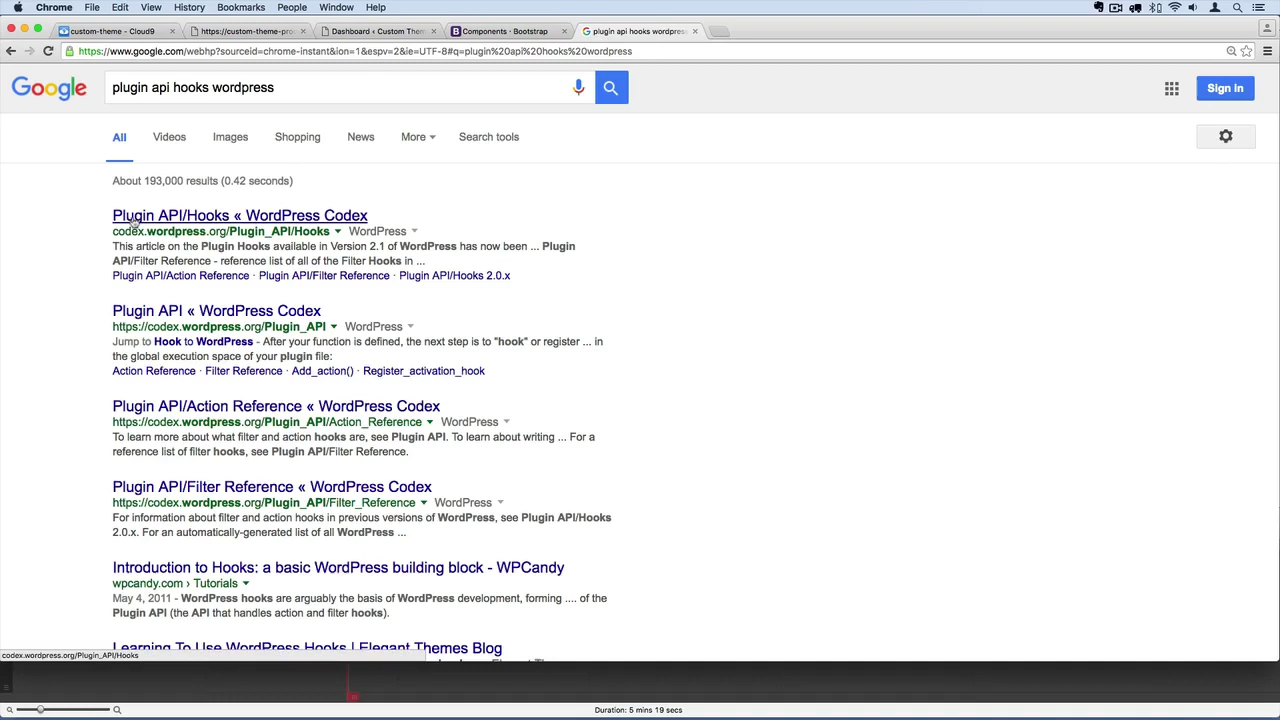 Chrome File Edit View History Bookmarks People Window Help
custom-theme - Cloud9
https://custom-theme-pro
Dashboard ‹ Custom Them
Components · Bootstrap
plugin api hooks wordpres
https://www.google.com/webhp?sourceid=chrome-instant&ion=1&espv=2&ie=UTF-8#q=plugin%20api%20hooks%20wordpress
Google
plugin api hooks wordpress
Sign in
All Videos Images Shopping News More Search tools
About 193,000 results (0.42 seconds)
Plugin API/Hooks « WordPress Codex
codex.wordpress.org/Plugin_API/Hooks WordPress
This article on the Plugin Hooks available in Version 2.1 of WordPress has now been ... Plugin
API/Filter Reference - reference list of all of the Filter Hooks in ...
Plugin API/Action Reference · Plugin API/Filter Reference · Plugin API/Hooks 2.0.x
Plugin API « WordPress Codex
https://codex.wordpress.org/Plugin_API WordPress
Jump to Hook to WordPress - After your function is defined, the next step is to "hook" or register ... in
the global execution space of your plugin file:
Action Reference · Filter Reference · Add_action() · Register_activation_hook
Plugin API/Action Reference « WordPress Codex
https://codex.wordpress.org/Plugin_API/Action_Reference WordPress
To learn more about what filter and action hooks are, see Plugin API. To learn about writing ... For a
reference list of filter hooks, see Plugin API/Filter Reference.
Plugin API/Filter Reference « WordPress Codex
https://codex.wordpress.org/Plugin_API/Filter_Reference WordPress
For information about filter and action hooks in previous versions of WordPress, see Plugin API/Hooks
2.0.x. For an automatically-generated list of all WordPress ...
Introduction to Hooks: a basic WordPress building block - WPCandy
wpcandy.com › Tutorials
May 4, 2011 - WordPress hooks are arguably the basis of WordPress development, forming .... of the
Plugin API (the API that handles action and filter hooks).
Learning To Use WordPress Hooks | Elegant Themes Blog
codex.wordpress.org/Plugin_API/Hooks
Duration: 5 mins 19 secs